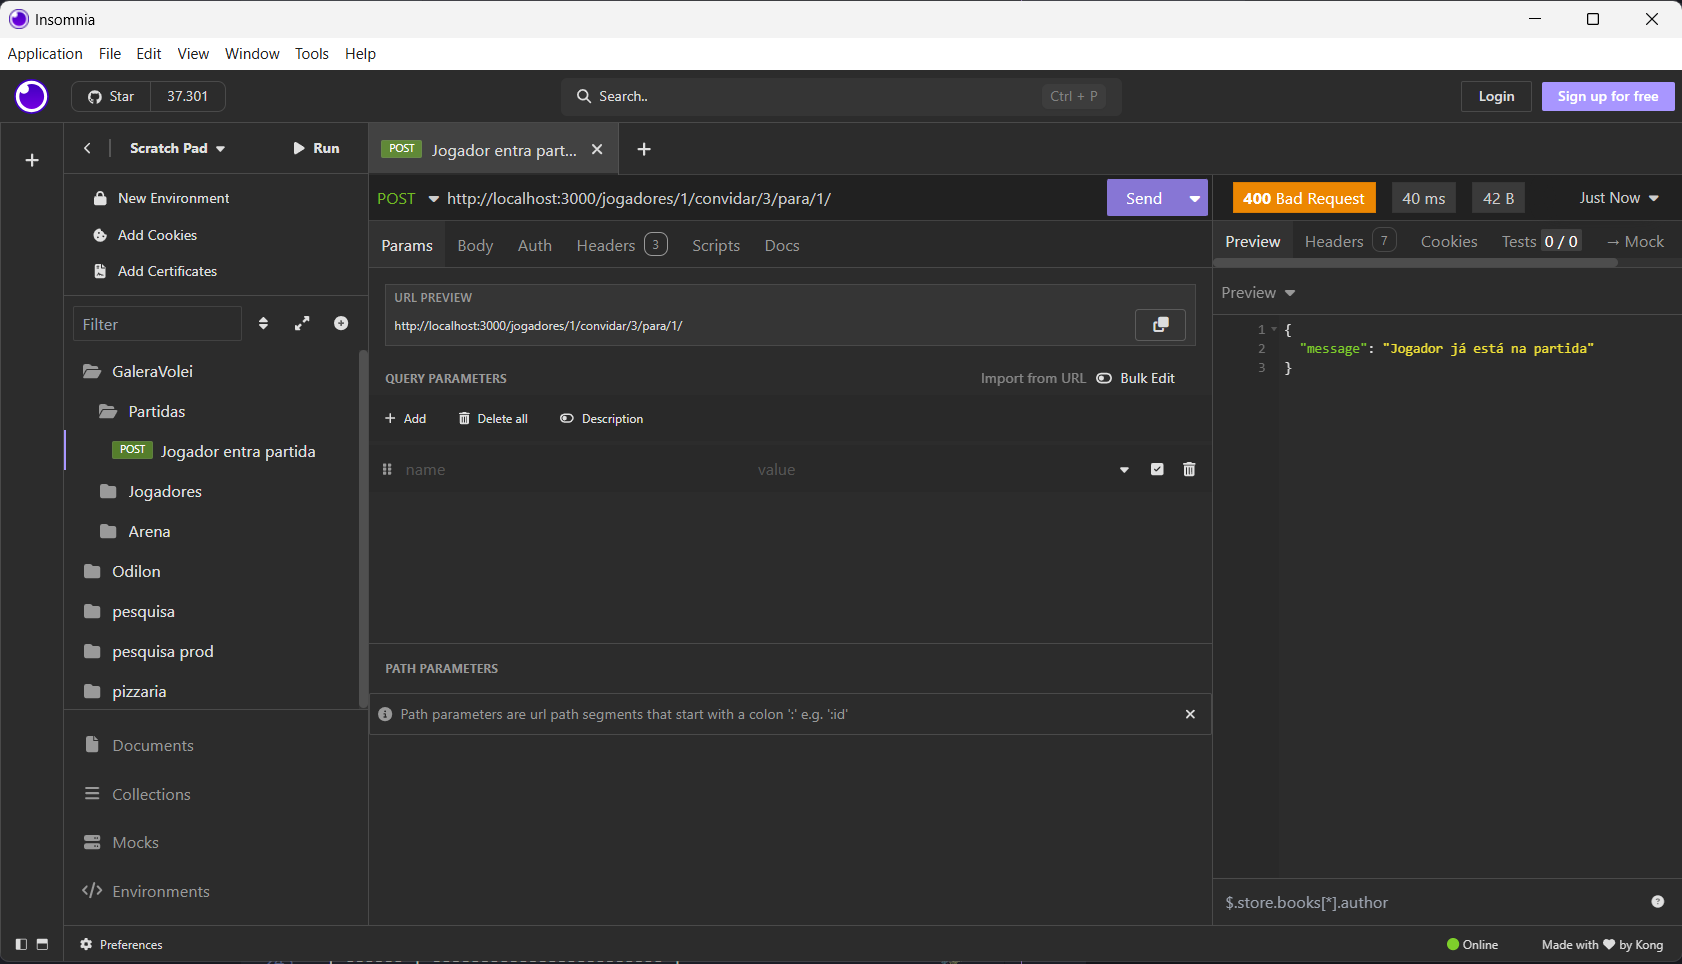 Insomnia
Application File Edit View Window Tools Help
Star 37.301 Search.. Ctrl + P Login Sign up for free
Scratch Pad Run
New Environment
Add Cookies
Add Certificates
Filter
GaleraVolei
Partidas
POST Jogador entra partida
Jogadores
Arena
Odilon
pesquisa
pesquisa prod
pizzaria
Documents
Collections
Mocks
Environments
Preferences
POST Jogador entra part...
POST http://localhost:3000/jogadores/1/convidar/3/para/1/ Send
Params Body Auth Headers 3 Scripts Docs
URL PREVIEW
http://localhost:3000/jogadores/1/convidar/3/para/1/
QUERY PARAMETERS Import from URL Bulk Edit
Add Delete all Description
name value
PATH PARAMETERS
Path parameters are url path segments that start with a colon ':' e.g. ':id'
400 Bad Request 40 ms 42 B Just Now
Preview Headers 7 Cookies Tests 0 / 0 → Mock
Preview
1 {
2 "message": "Jogador já está na partida"
3 }
$.store.books[*].author
Online Made with ❤ by Kong